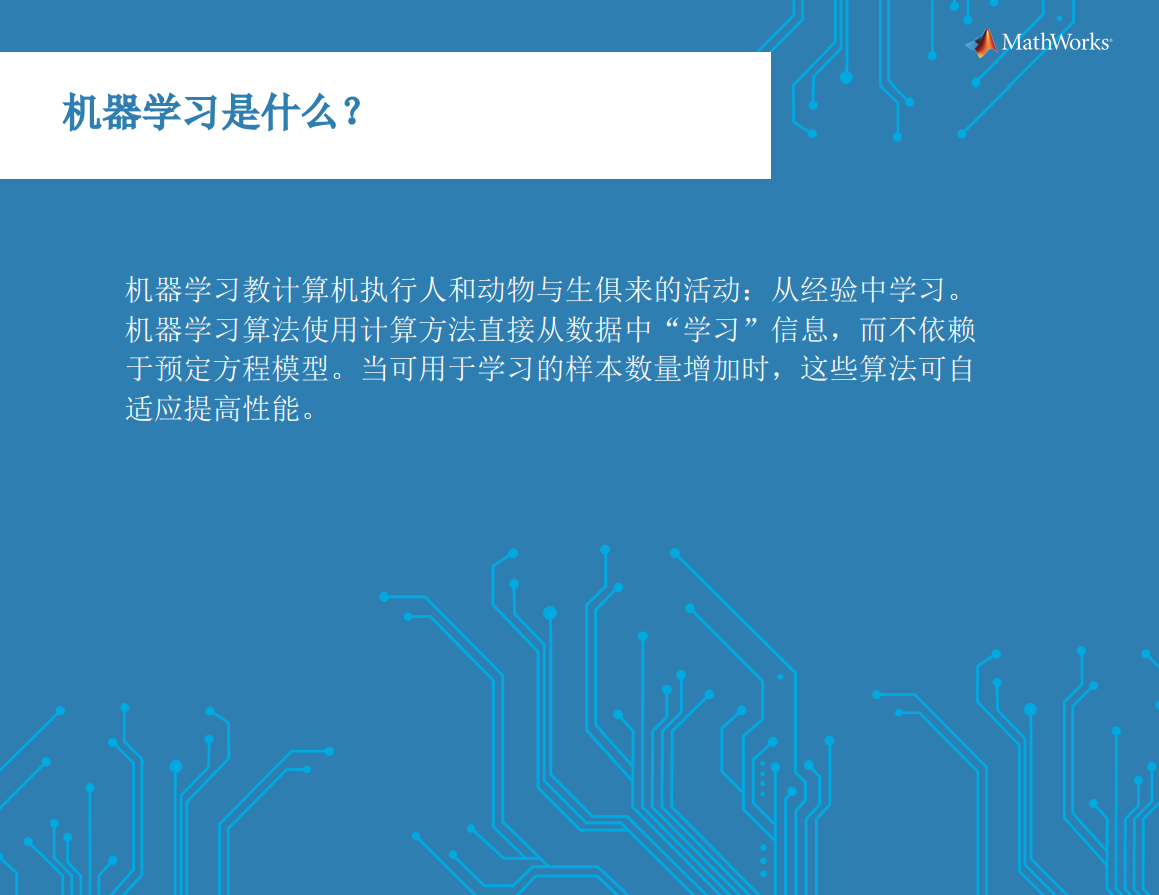 MathWorks®
机器学习是什么？
机器学习教计算机执行人和动物与生俱来的活动：从经验中学习。
机器学习算法使用计算方法直接从数据中“学习”信息，而不依赖
于预定方程模型。当可用于学习的样本数量增加时，这些算法可自
适应提高性能。